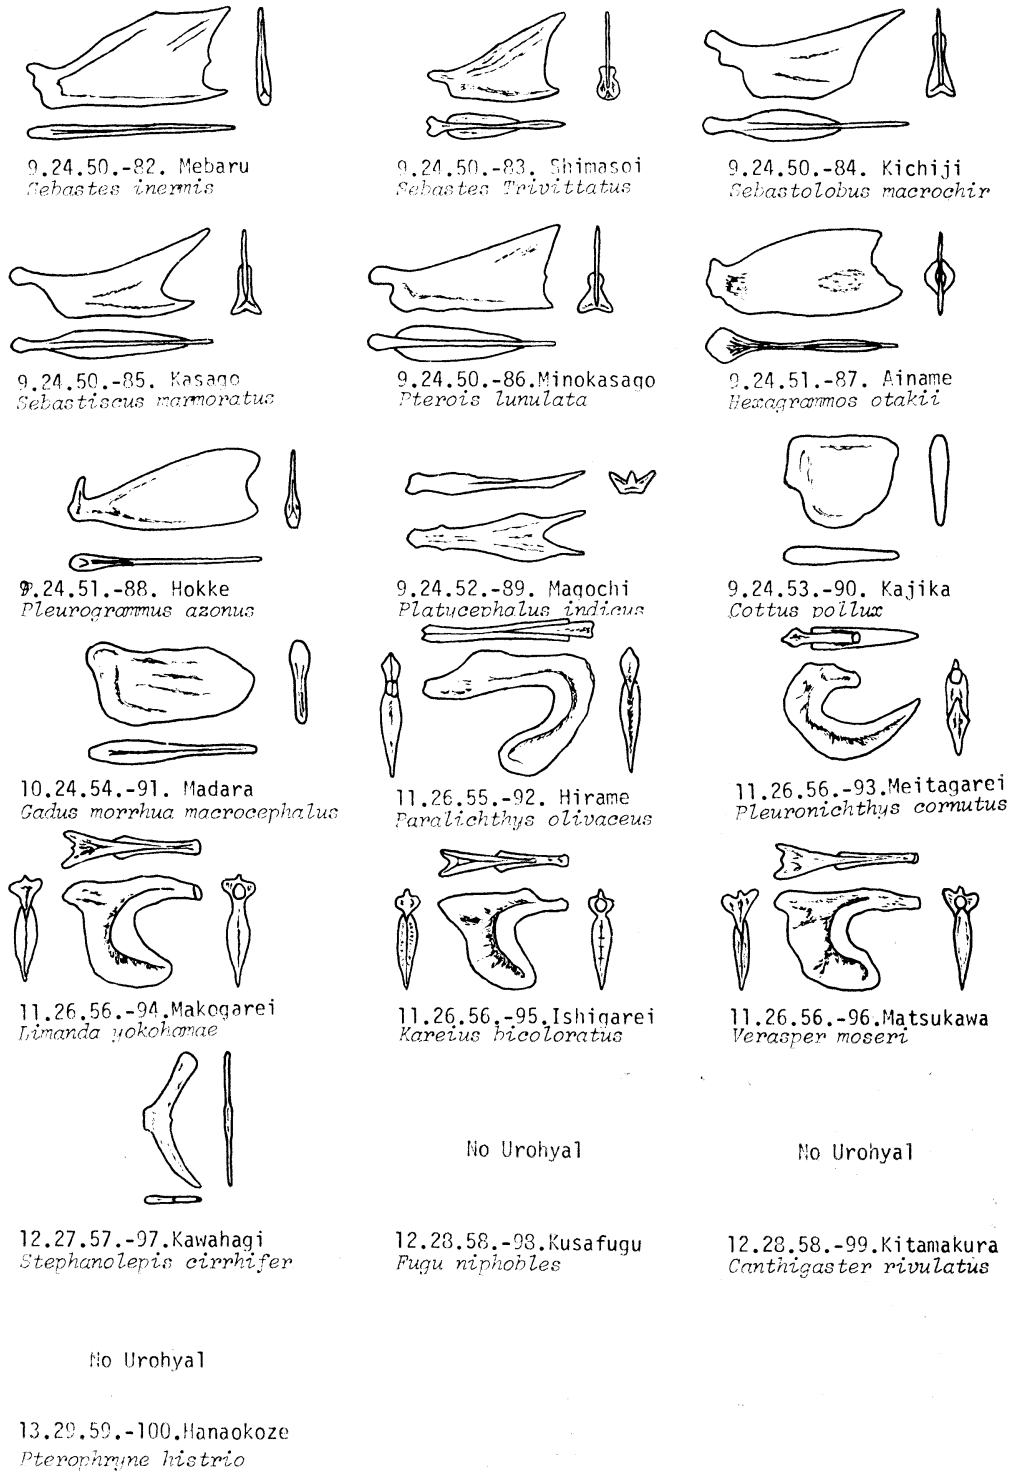 9.24.50.-82. Mebaru
Sebastes inermis
9.24.50.-83. Shimasoi
Sebastes Trivittatus
9.24.50.-84. Kichiji
Sebastolobus macrochir
9.24.50.-85. Kasago
Sebastiscus marmoratus
9.24.50.-86.Minokasago
Pterois lunulata
9.24.51.-87. Ainame
Hexagrammos otakii
9.24.51.-88. Hokke
Pleurogrammus azonus
9.24.52.-89. Magochi
Platycephalus indicus
9.24.53.-90. Kajika
Cottus pollux
10.24.54.-91. Madara
Gadus morrhua macrocephalus
11.26.55.-92. Hirame
Paralichthys olivaceus
11.26.56.-93.Meitagarei
Pleuronichthys cornutus
11.26.56.-94.Makogarei
Limanda yokohamae
11.26.56.-95.Ishigarei
Kareius bicoloratus
11.26.56.-96.Matsukawa
Verasper moseri
12.27.57.-97.Kawahagi
Stephanolepis cirrhifer
No Urohyal
12.28.58.-98.Kusafugu
Fugu niphobles
No Urohyal
12.28.58.-99.Kitamakura
Canthigaster rivulatus
No Urohyal
13.29.59.-100.Hanaokoze
Pterophryne histrio